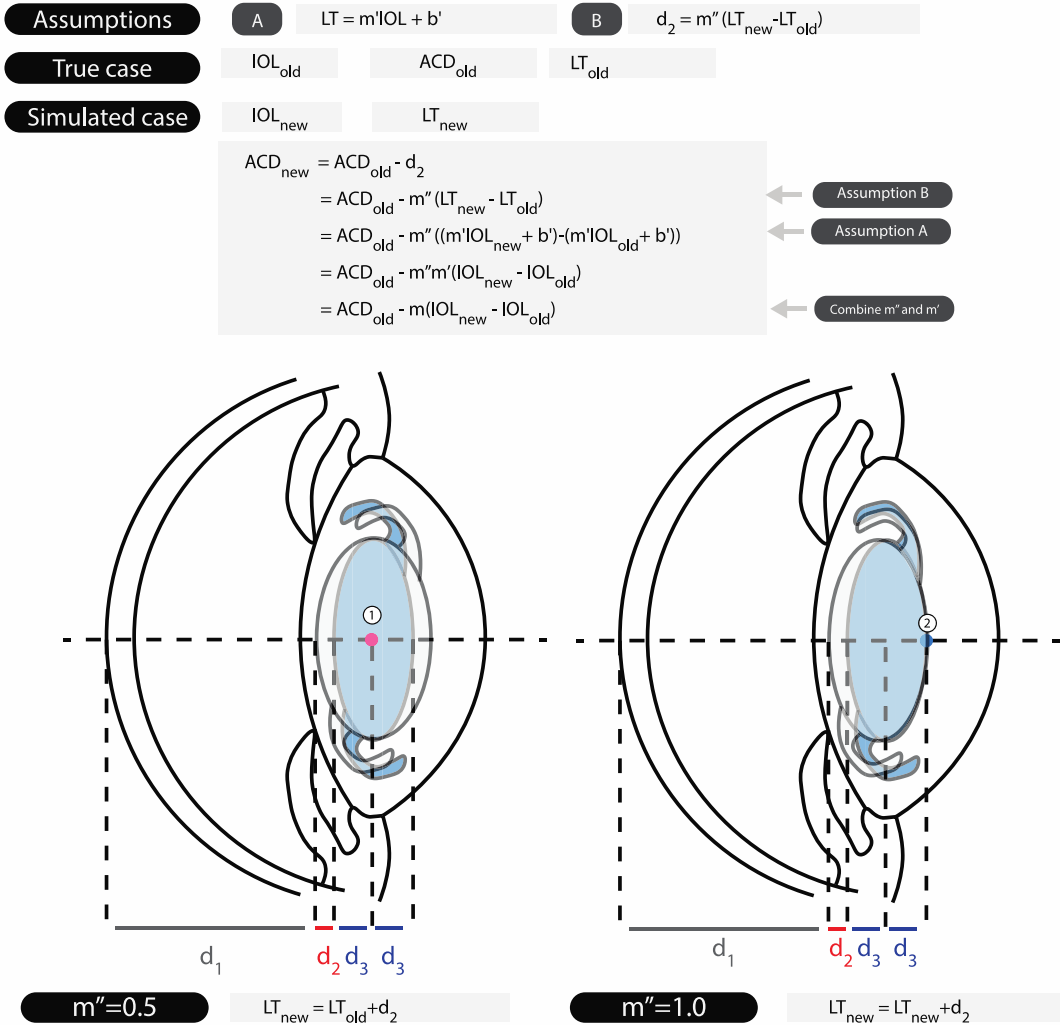 Assumptions A LT = m'IOL + b' B d₂ = m″ (LTnew-LTold)
True case IOLold ACDold LTold
Simulated case IOLnew LTnew
ACDnew = ACDold - d₂
= ACDold - m″ (LTnew - LTold) Assumption B
= ACDold - m″ ((m'IOLnew + b')-(m'IOLold + b')) Assumption A
= ACDold - m″m'(IOLnew - IOLold)
= ACDold - m(IOLnew - IOLold) Combine m″ and m'
1 2
d₁ d₂ d₃ d₃ d₁ d₂ d₃ d₃
m″=0.5 LTnew = LTold+d₂ m″=1.0 LTnew = LTnew+d₂